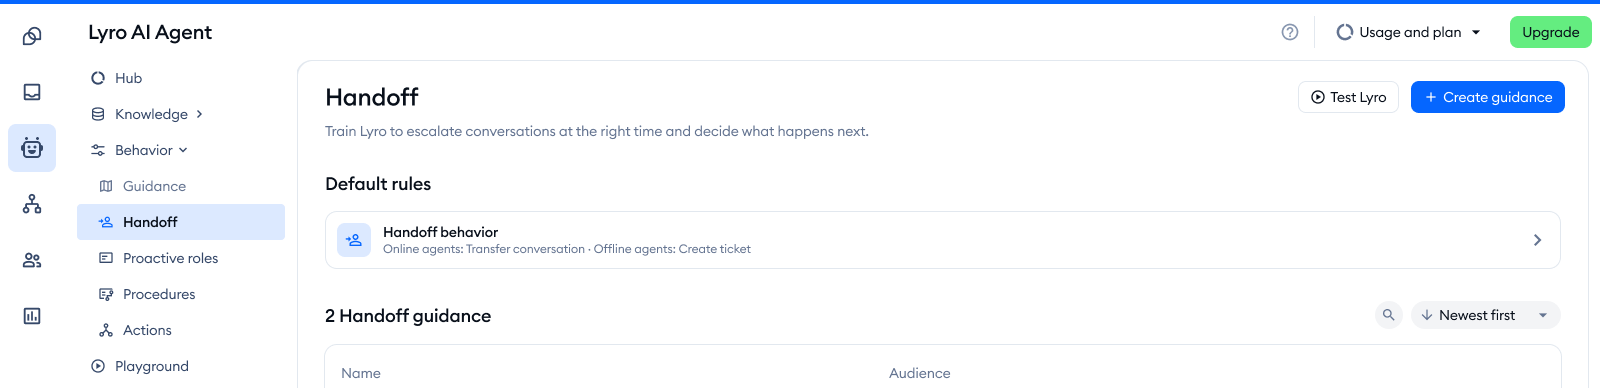 Lyro AI Agent
Usage and plan
Upgrade
Hub
Knowledge
Behavior
Guidance
Handoff
Proactive roles
Procedures
Actions
Playground
Handoff
Test Lyro
+ Create guidance
Train Lyro to escalate conversations at the right time and decide what happens next.
Default rules
Handoff behavior
Online agents: Transfer conversation · Offline agents: Create ticket
2 Handoff guidance
Newest first
Name
Audience